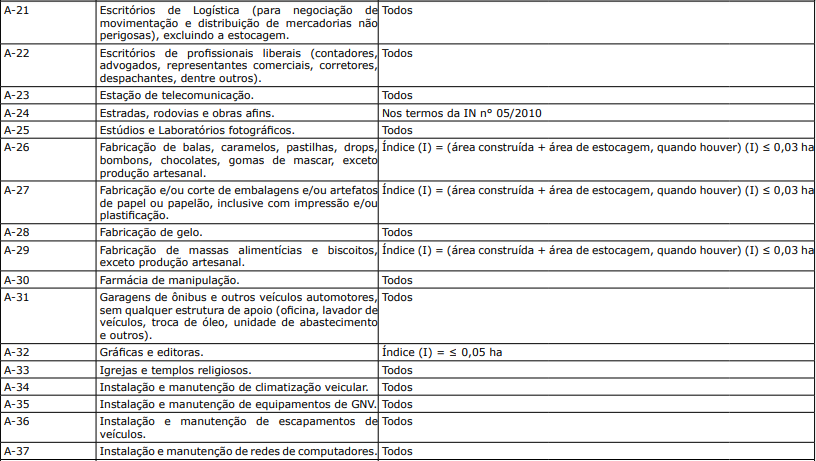 A-21 Escritórios de Logística (para negociação de Todos
movimentação e distribuição de mercadorias não
perigosas), excluindo a estocagem.
A-22 Escritórios de profissionais liberais (contadores, Todos
advogados, representantes comerciais, corretores,
despachantes, dentre outros).
A-23 Estação de telecomunicação. Todos
A-24 Estradas, rodovias e obras afins. Nos termos da IN n° 05/2010
A-25 Estúdios e Laboratórios fotográficos. Todos
A-26 Fabricação de balas, caramelos, pastilhas, drops, Índice (I) = (área construída + área de estocagem, quando houver) (I) ≤ 0,03 ha
bombons, chocolates, gomas de mascar, exceto
produção artesanal.
A-27 Fabricação e/ou corte de embalagens e/ou artefatos Índice (I) = (área construída + área de estocagem, quando houver) (I) ≤ 0,03 ha
de papel ou papelão, inclusive com impressão e/ou
plastificação.
A-28 Fabricação de gelo. Todos
A-29 Fabricação de massas alimentícias e biscoitos, Índice (I) = (área construída + área de estocagem, quando houver) (I) ≤ 0,03 ha
exceto produção artesanal.
A-30 Farmácia de manipulação. Todos
A-31 Garagens de ônibus e outros veículos automotores, Todos
sem qualquer estrutura de apoio (oficina, lavador de
veículos, troca de óleo, unidade de abastecimento
e outros).
A-32 Gráficas e editoras. Índice (I) = ≤ 0,05 ha
A-33 Igrejas e templos religiosos. Todos
A-34 Instalação e manutenção de climatização veicular. Todos
A-35 Instalação e manutenção de equipamentos de GNV. Todos
A-36 Instalação e manutenção de escapamentos de Todos
veículos.
A-37 Instalação e manutenção de redes de computadores. Todos